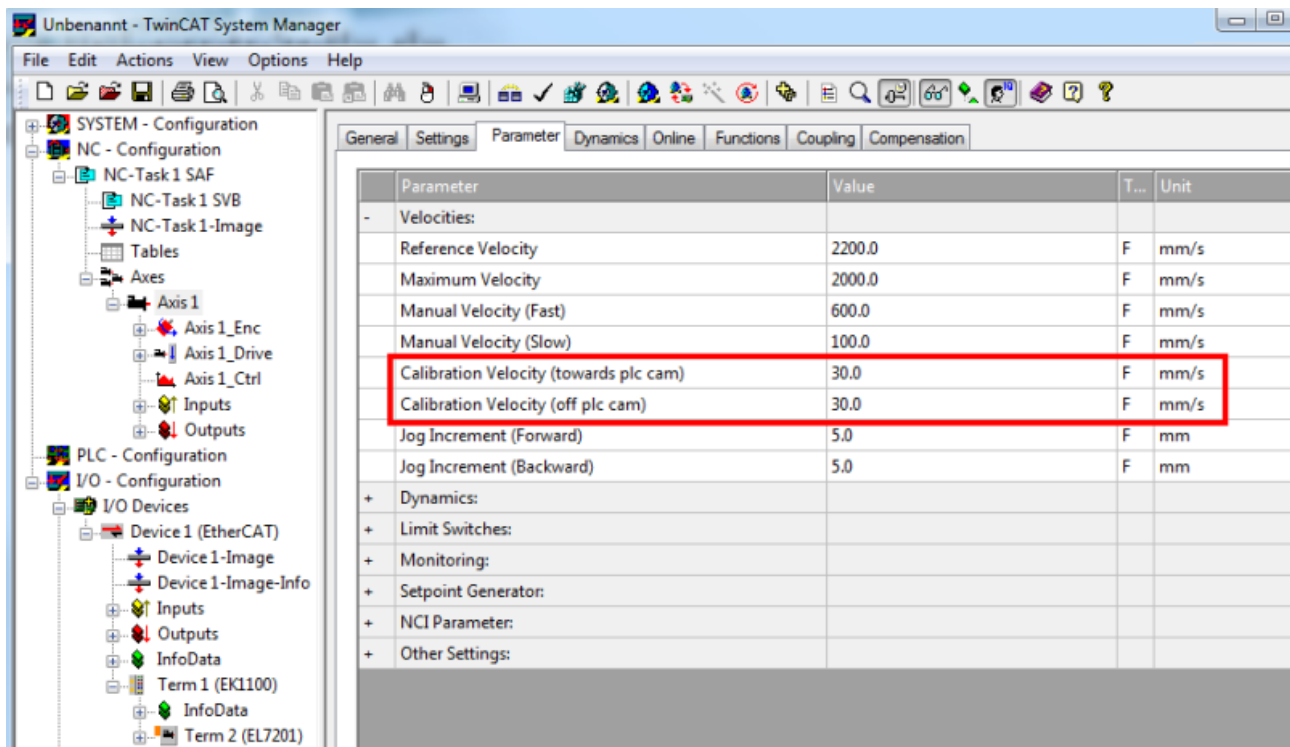 Unbenannt - TwinCAT System Manager
File Edit Actions View Options Help
SYSTEM - Configuration
NC - Configuration
NC-Task 1 SAF
NC-Task 1 SVB
NC-Task 1-Image
Tables
Axes
Axis 1
Axis 1_Enc
Axis 1_Drive
Axis 1_Ctrl
Inputs
Outputs
PLC - Configuration
I/O - Configuration
I/O Devices
Device 1 (EtherCAT)
Device 1-Image
Device 1-Image-Info
Inputs
Outputs
InfoData
Term 1 (EK1100)
InfoData
Term 2 (EL7201)
General Settings Parameter Dynamics Online Functions Coupling Compensation
Parameter Value T... Unit
- Velocities:
Reference Velocity 2200.0 F mm/s
Maximum Velocity 2000.0 F mm/s
Manual Velocity (Fast) 600.0 F mm/s
Manual Velocity (Slow) 100.0 F mm/s
Calibration Velocity (towards plc cam) 30.0 F mm/s
Calibration Velocity (off plc cam) 30.0 F mm/s
Jog Increment (Forward) 5.0 F mm
Jog Increment (Backward) 5.0 F mm
+ Dynamics:
+ Limit Switches:
+ Monitoring:
+ Setpoint Generator:
+ NCI Parameter:
+ Other Settings: